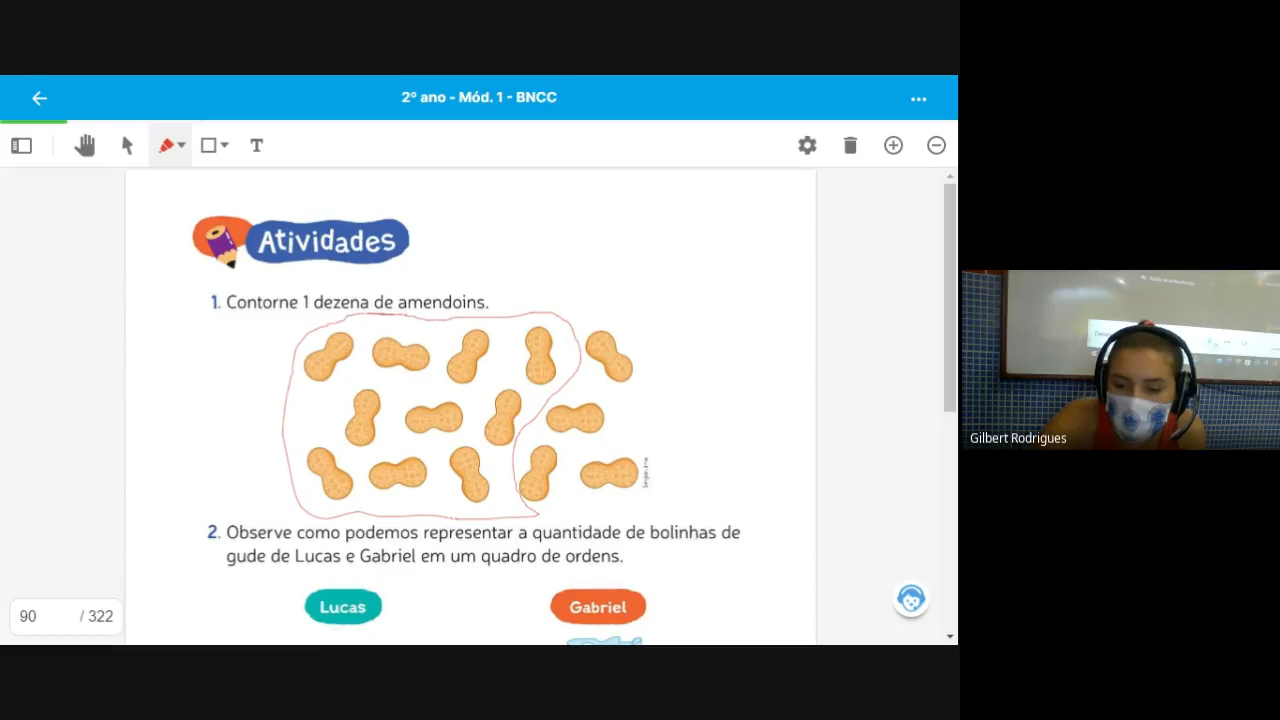 2º ano - Mód. 1 - BNCC
T
Atividades
1. Contorne 1 dezena de amendoins.
2. Observe como podemos representar a quantidade de bolinhas de
gude de Lucas e Gabriel em um quadro de ordens.
Lucas
Gabriel
90 / 322
Gilbert Rodrigues